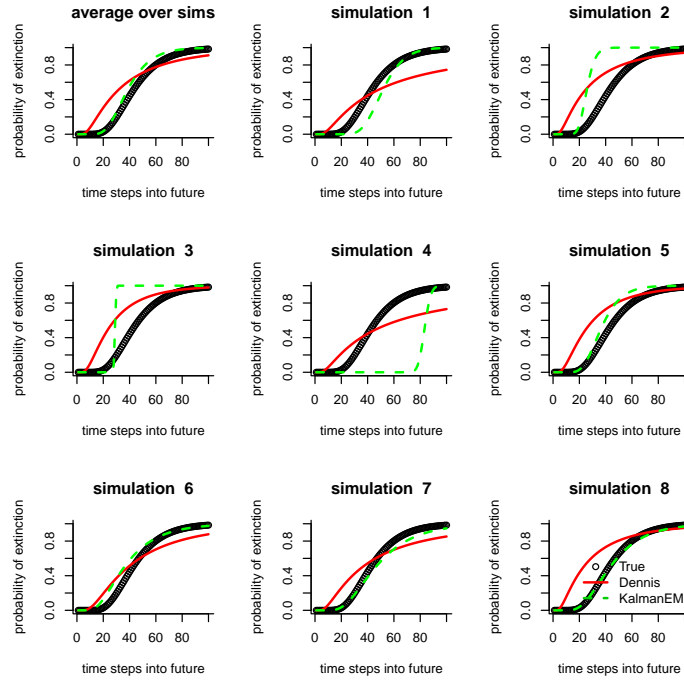 average over sims
probability of extinction
0.0 0.4 0.8
0 20 40 60 80
time steps into future
simulation 1
probability of extinction
0.0 0.4 0.8
0 20 40 60 80
time steps into future
simulation 2
probability of extinction
0.0 0.4 0.8
0 20 40 60 80
time steps into future
simulation 3
probability of extinction
0.0 0.4 0.8
0 20 40 60 80
time steps into future
simulation 4
probability of extinction
0.0 0.4 0.8
0 20 40 60 80
time steps into future
simulation 5
probability of extinction
0.0 0.4 0.8
0 20 40 60 80
time steps into future
simulation 6
probability of extinction
0.0 0.4 0.8
0 20 40 60 80
time steps into future
simulation 7
probability of extinction
0.0 0.4 0.8
0 20 40 60 80
time steps into future
simulation 8
probability of extinction
0.0 0.4 0.8
True
Dennis
KalmanEM
0 20 40 60 80
time steps into future